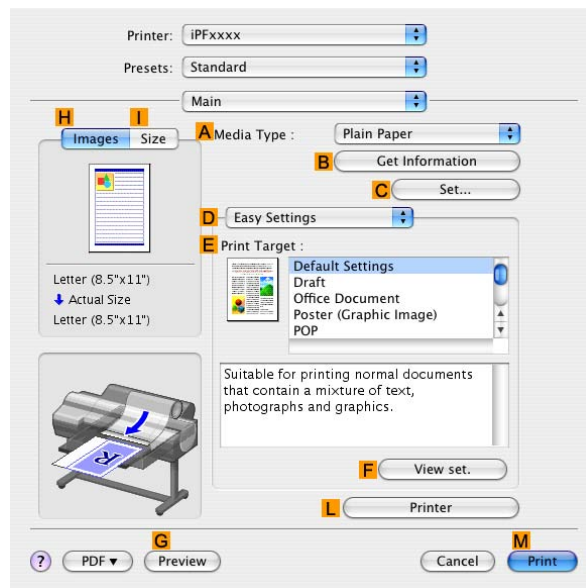 Printer: iPFxxxx
Presets: Standard
Main
H I
Images Size
A Media Type : Plain Paper
B Get Information
C Set...
D Easy Settings
E Print Target :
Default Settings
Draft
Office Document
Poster (Graphic Image)
POP
Letter (8.5"x11")
Actual Size
Letter (8.5"x11")
Suitable for printing normal documents
that contain a mixture of text,
photographs and graphics.
R
F View set.
L Printer
G M
? PDF▼ Preview Cancel Print